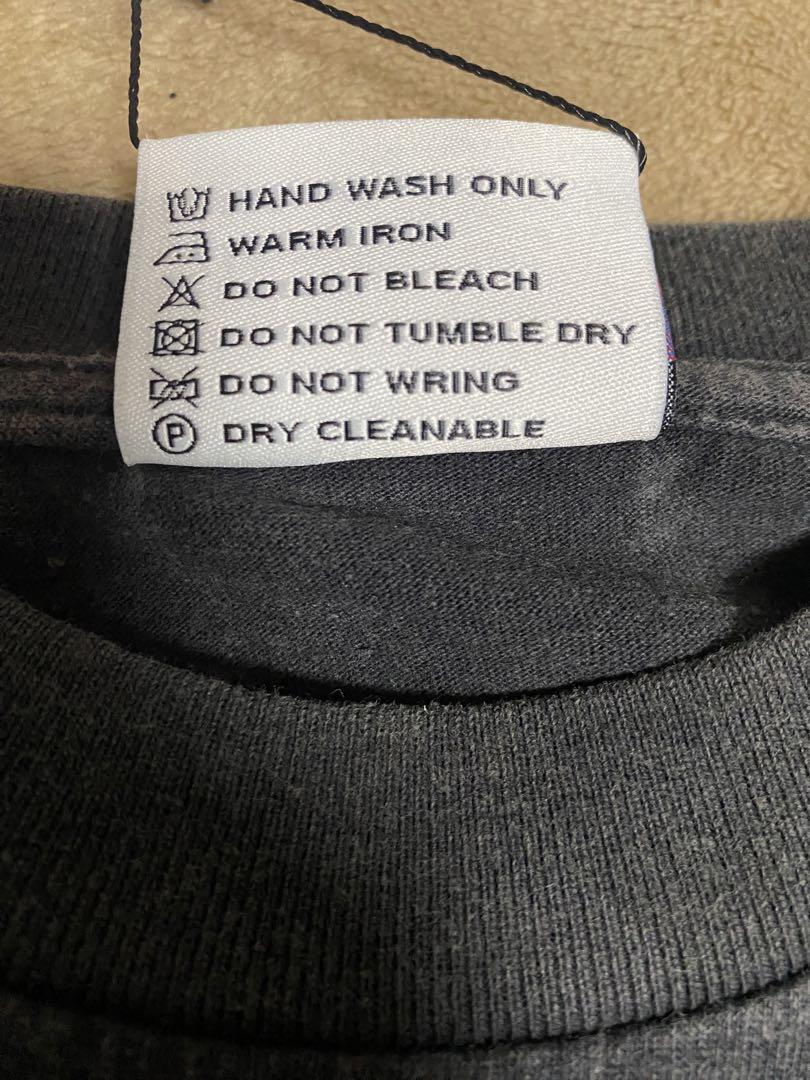 HAND WASH ONLY
WARM IRON
DO NOT BLEACH
DO NOT TUMBLE DRY
DO NOT WRING
P DRY CLEANABLE